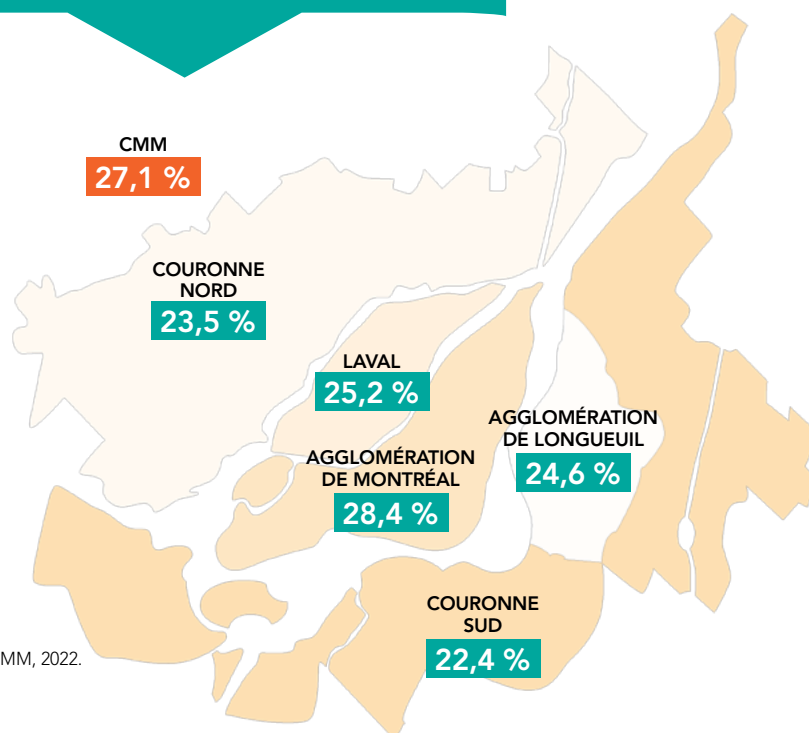 CMM
27,1 %
COURONNE
NORD
23,5 %
LAVAL
25,2 %
AGGLOMÉRATION
DE LONGUEUIL
24,6 %
AGGLOMÉRATION
DE MONTRÉAL
28,4 %
COURONNE
SUD
22,4 %
MM, 2022.